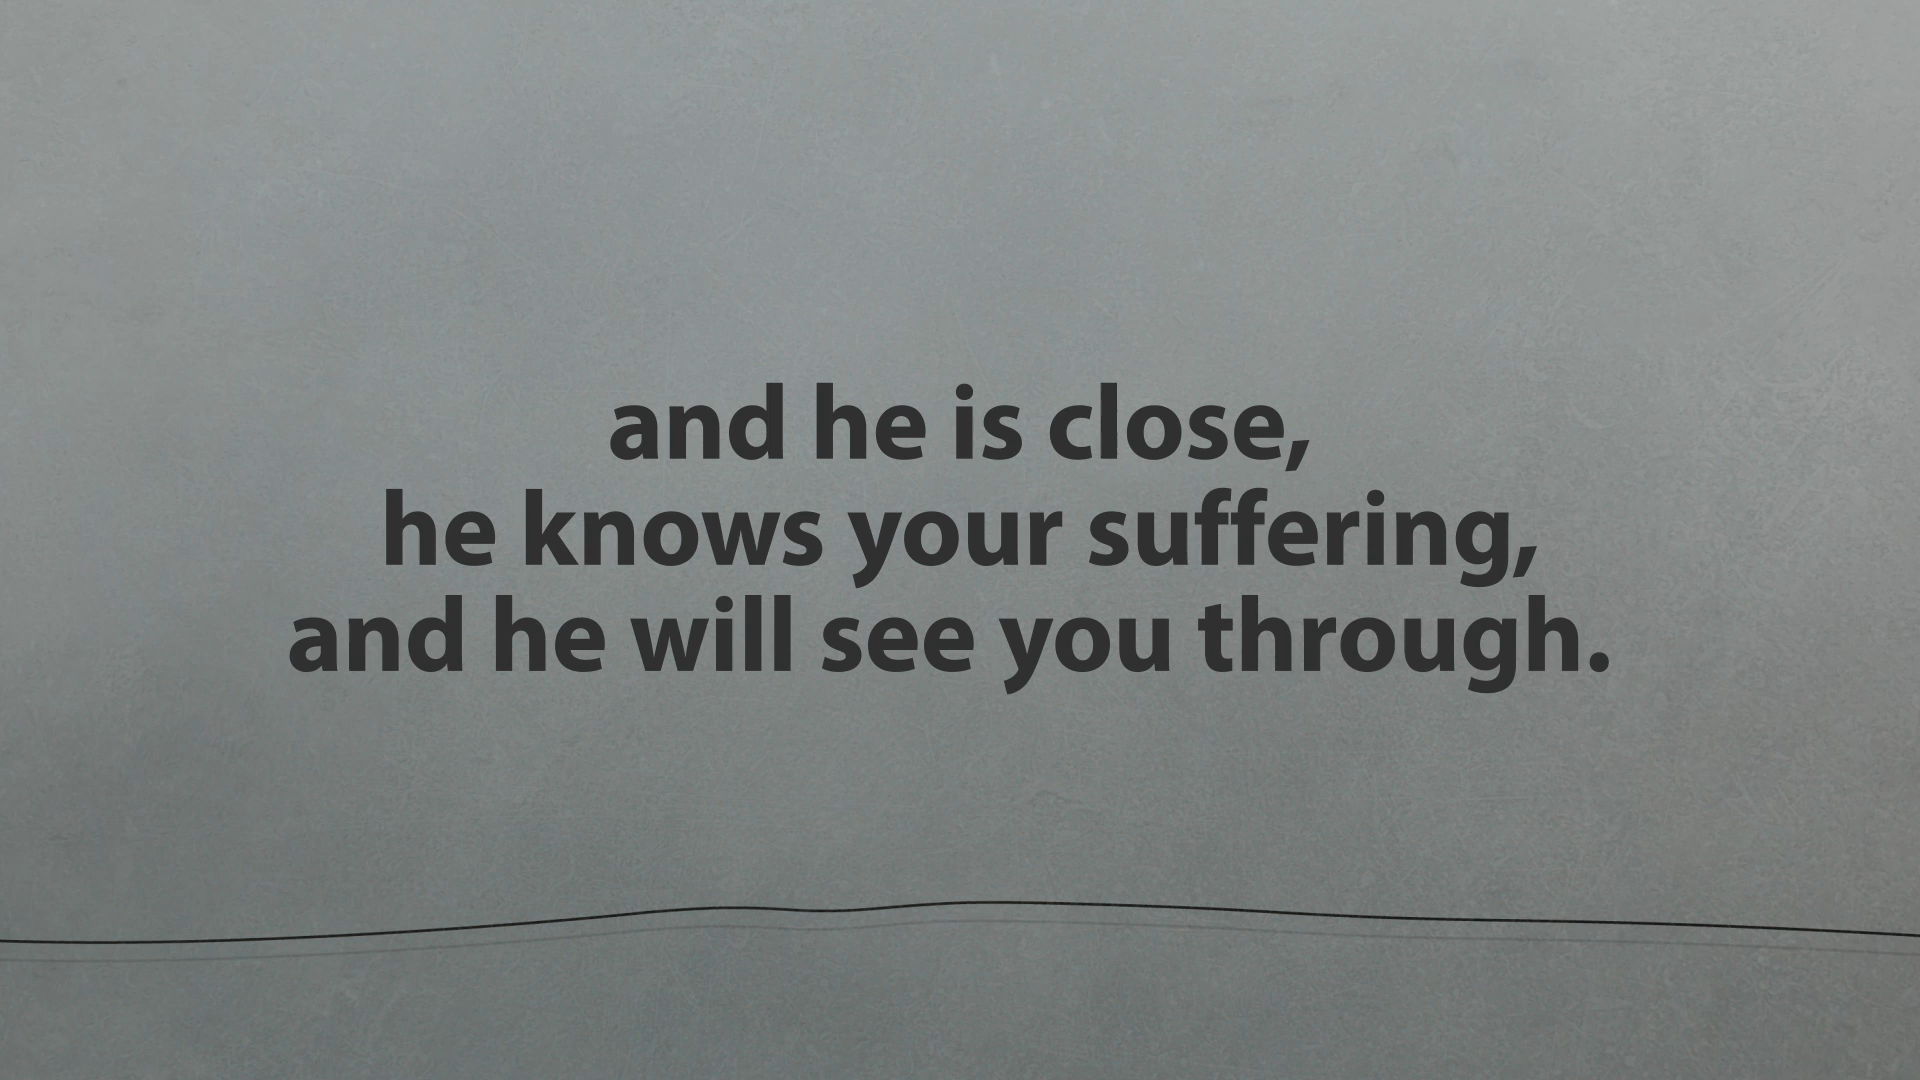 and he is close,
he knows your suffering,
and he will see you through.